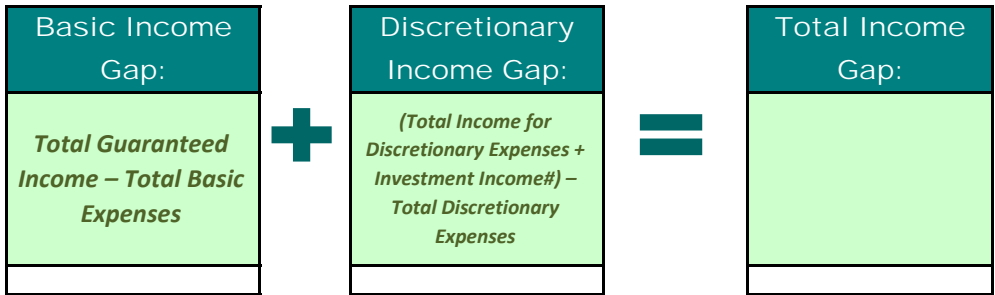 Basic Income
Gap:
Total Guaranteed
Income – Total Basic
Expenses
Discretionary
Income Gap:
(Total Income for
Discretionary Expenses +
Investment Income#) –
Total Discretionary
Expenses
Total Income
Gap: